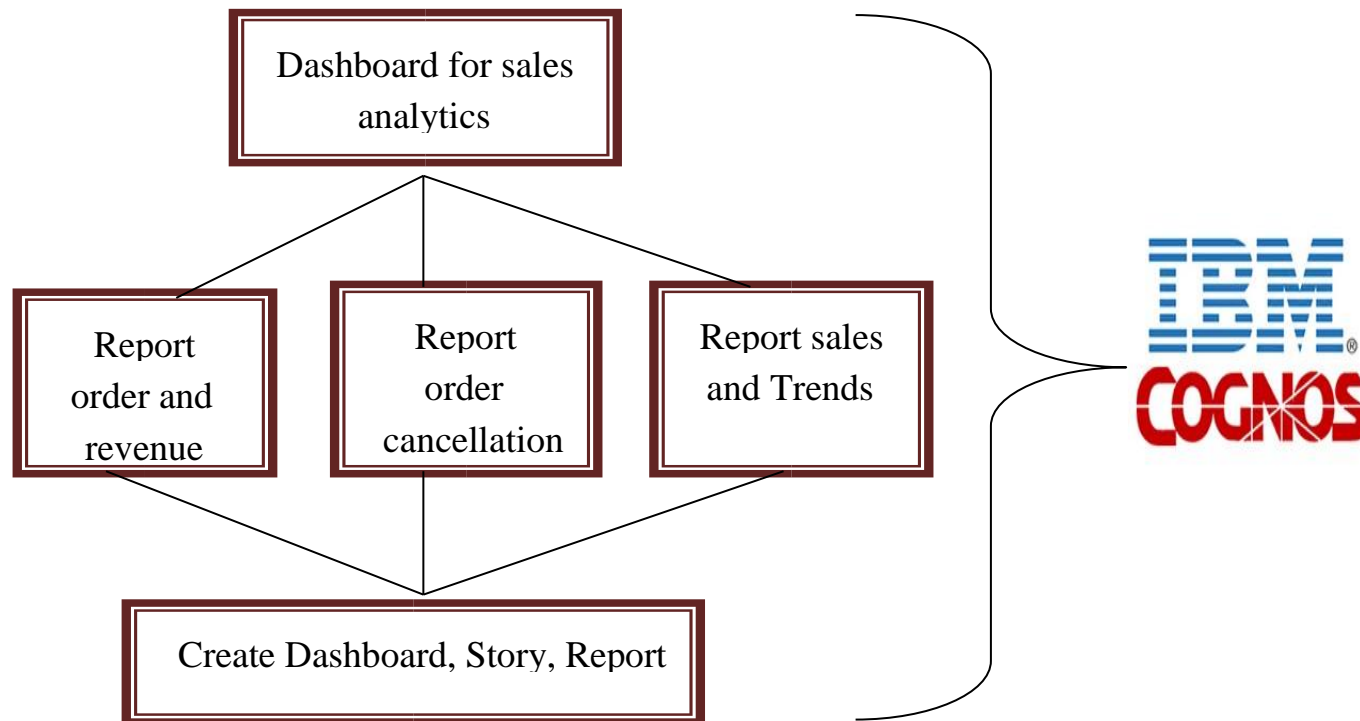 Dashboard for sales
analytics
Report
order and
revenue
Report
order
cancellation
Report sales
and Trends
Create Dashboard, Story, Report
IBM®
COGNOS